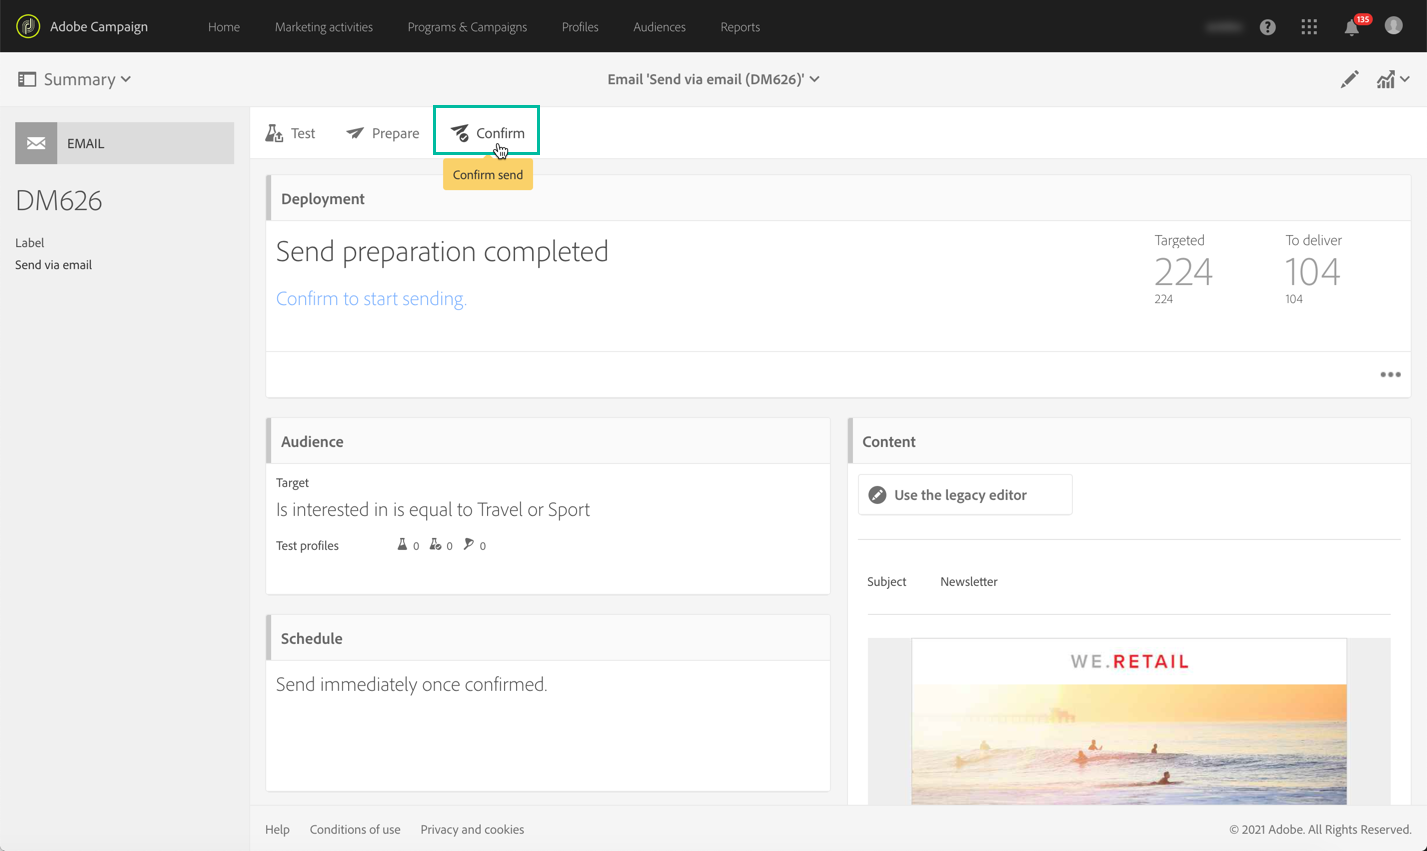 Adobe Campaign Home Marketing activities Programs & Campaigns Profiles Audiences Reports 135
Summary Email 'Send via email (DM626)'
EMAIL
DM626
Label
Send via email
Test Prepare Confirm
Confirm send
Deployment
Send preparation completed
Confirm to start sending.
Targeted To deliver
224 104
224 104
Audience
Target
Is interested in is equal to Travel or Sport
Test profiles 0 0 0
Schedule
Send immediately once confirmed.
Content
Use the legacy editor
Subject Newsletter
WE.RETAIL
Help Conditions of use Privacy and cookies © 2021 Adobe. All Rights Reserved.